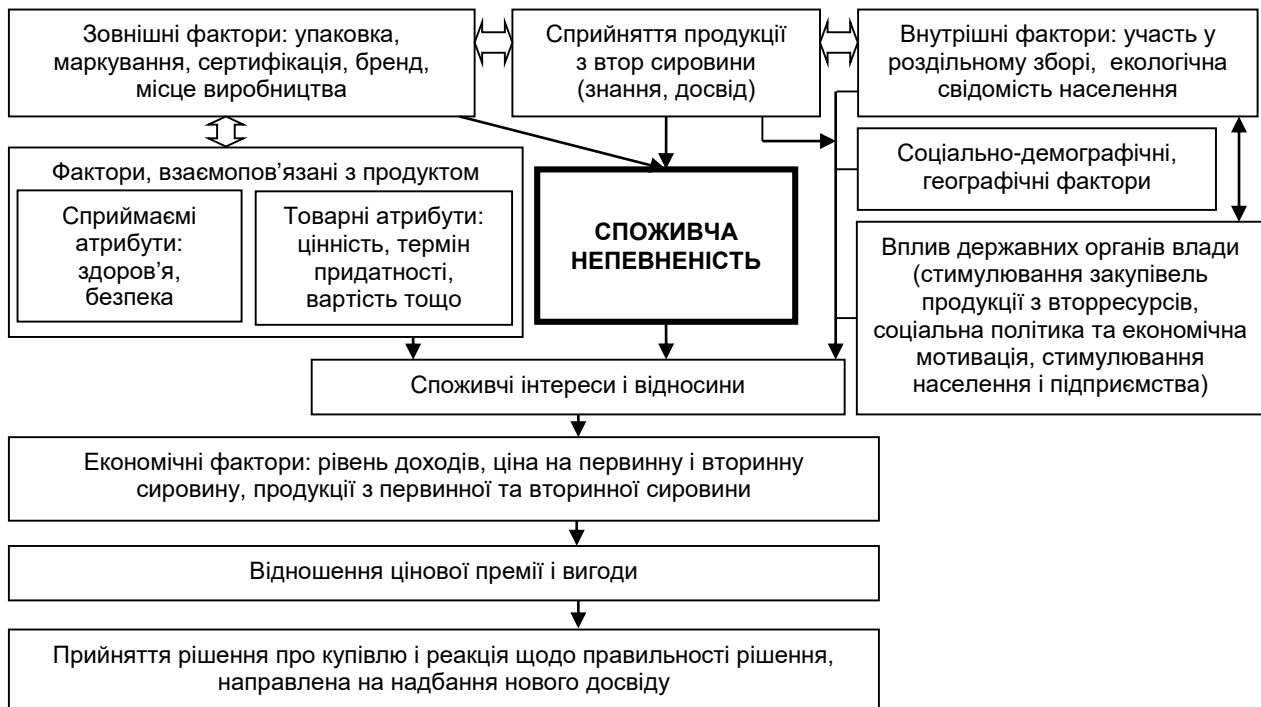 Зовнішні фактори: упаковка,
маркування, сертифікація, бренд,
місце виробництва
Сприйняття продукції
з втор сировини
(знання, досвід)
Внутрішні фактори: участь у
роздільному зборі, екологічна
свідомість населення
Фактори, взаємопов’язані з продуктом
Сприймаємі
атрибути:
здоров’я,
безпека
Товарні атрибути:
цінність, термін
придатності,
вартість тощо
СПОЖИВЧА
НЕПЕВНЕНІСТЬ
Соціально-демографічні,
географічні фактори
Вплив державних органів влади
(стимулювання закупівель
продукції з вторресурсів,
соціальна політика та економічна
мотивація, стимулювання
населення і підприємства)
Споживчі інтереси і відносини
Економічні фактори: рівень доходів, ціна на первинну і вторинну
сировину, продукції з первинної та вторинної сировини
Відношення цінової премії і вигоди
Прийняття рішення про купівлю і реакція щодо правильності рішення,
направлена на надбання нового досвіду